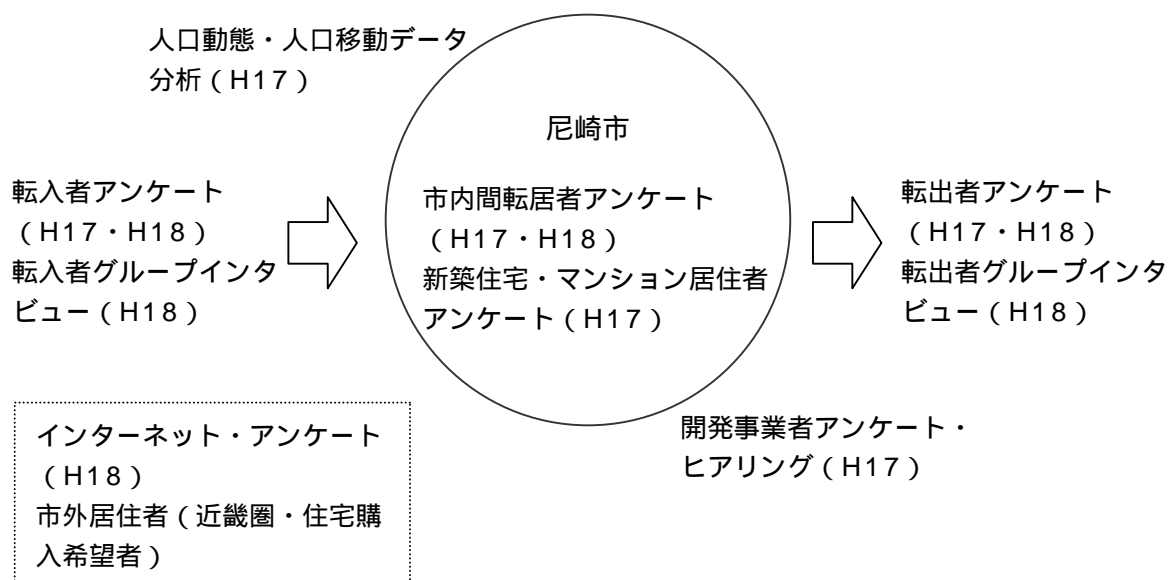 人口動態・人口移動データ
分析（H17）
尼崎市
転入者アンケート
（H17・H18）
転入者グループインタ
ビュー（H18）
市内間転居者アンケート
（H17・H18）
新築住宅・マンション居住者
アンケート（H17）
転出者アンケート
（H17・H18）
転出者グループインタ
ビュー（H18）
インターネット・アンケート
（H18）
市外居住者（近畿圏・住宅購
入希望者）
開発事業者アンケート・
ヒアリング（H17）